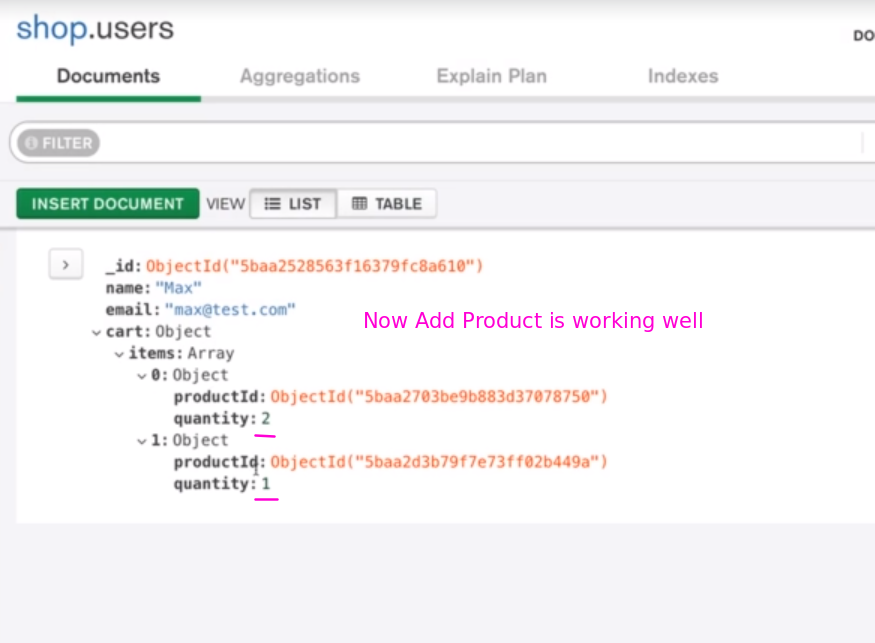 shop.users
DO
Documents Aggregations Explain Plan Indexes
FILTER
INSERT DOCUMENT VIEW LIST TABLE
_id: ObjectId("5baa2528563f16379fc8a610")
name: "Max"
email: "max@test.com"
Now Add Product is working well
cart: Object
items: Array
0: Object
productId: ObjectId("5baa2703be9b883d37078750")
quantity: 2
1: Object
productId: ObjectId("5baa2d3b79f7e73ff02b449a")
quantity: 1